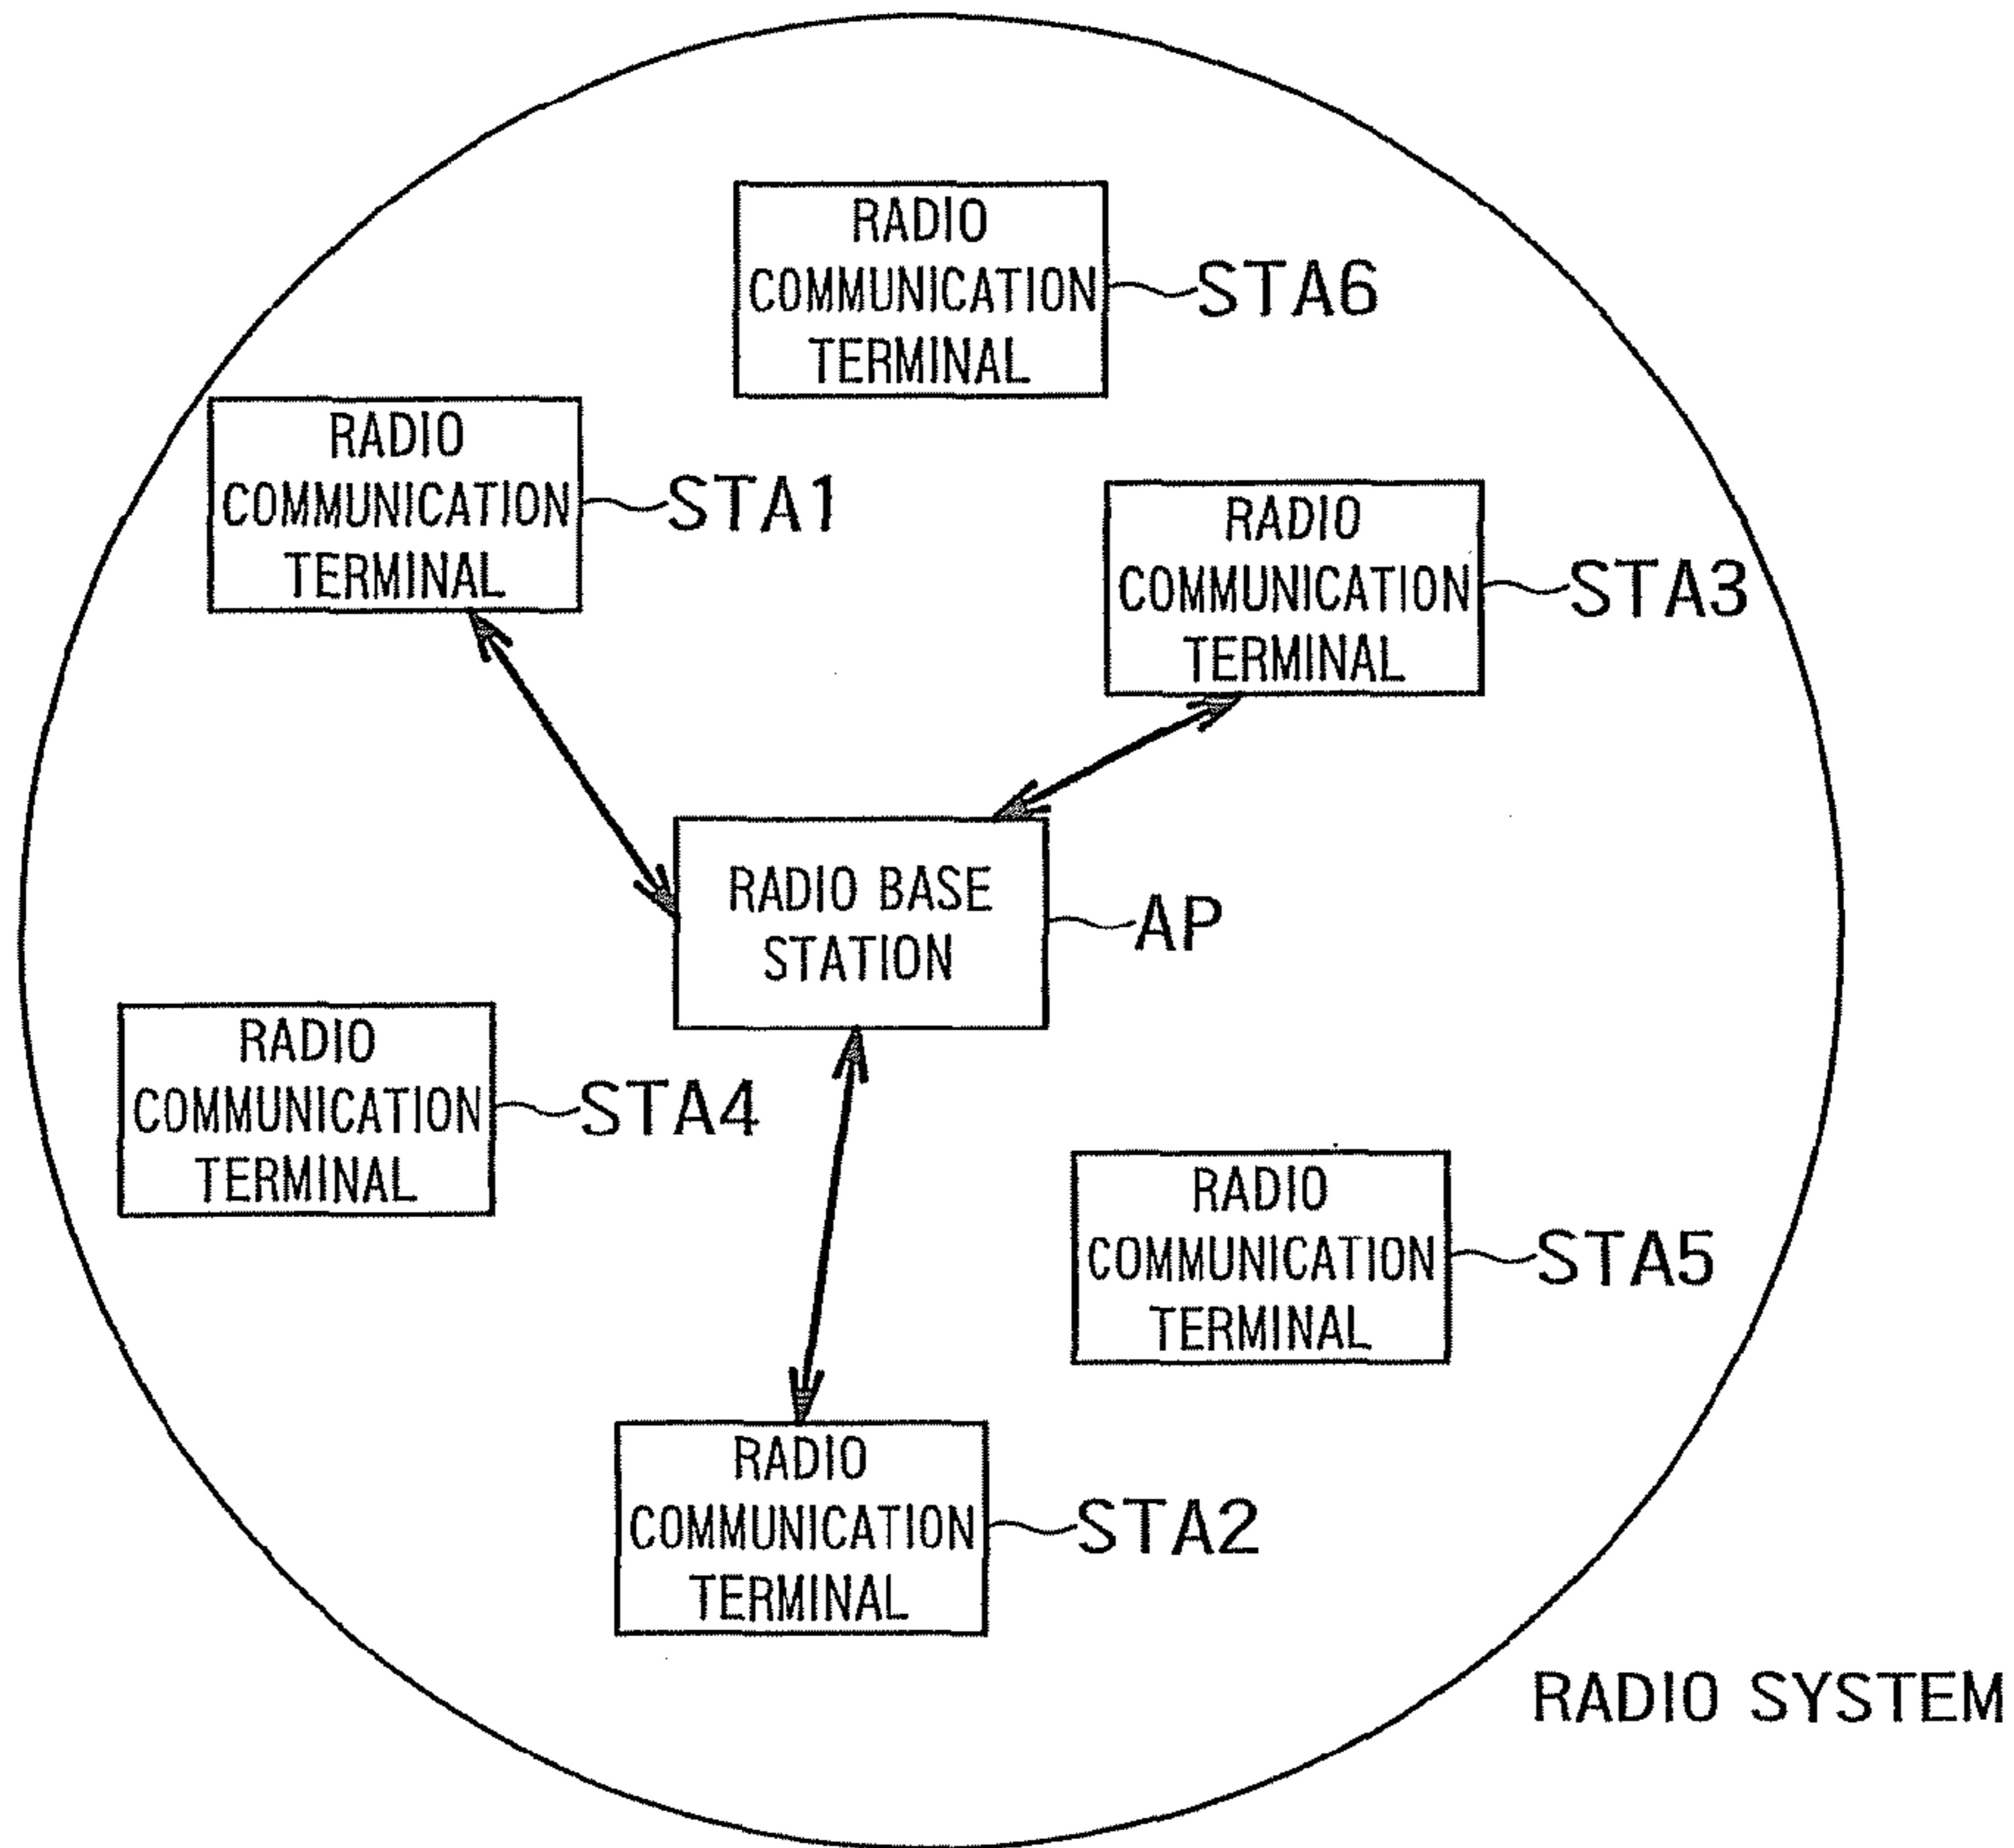 RADIO
COMMUNICATION
TERMINAL
STA6
RADIO
COMMUNICATION
TERMINAL
STA1
RADIO
COMMUNICATION
TERMINAL
STA3
RADIO BASE
STATION
AP
RADIO
COMMUNICATION
TERMINAL
STA4
RADIO
COMMUNICATION
TERMINAL
STA5
RADIO
COMMUNICATION
TERMINAL
STA2
RADIO SYSTEM